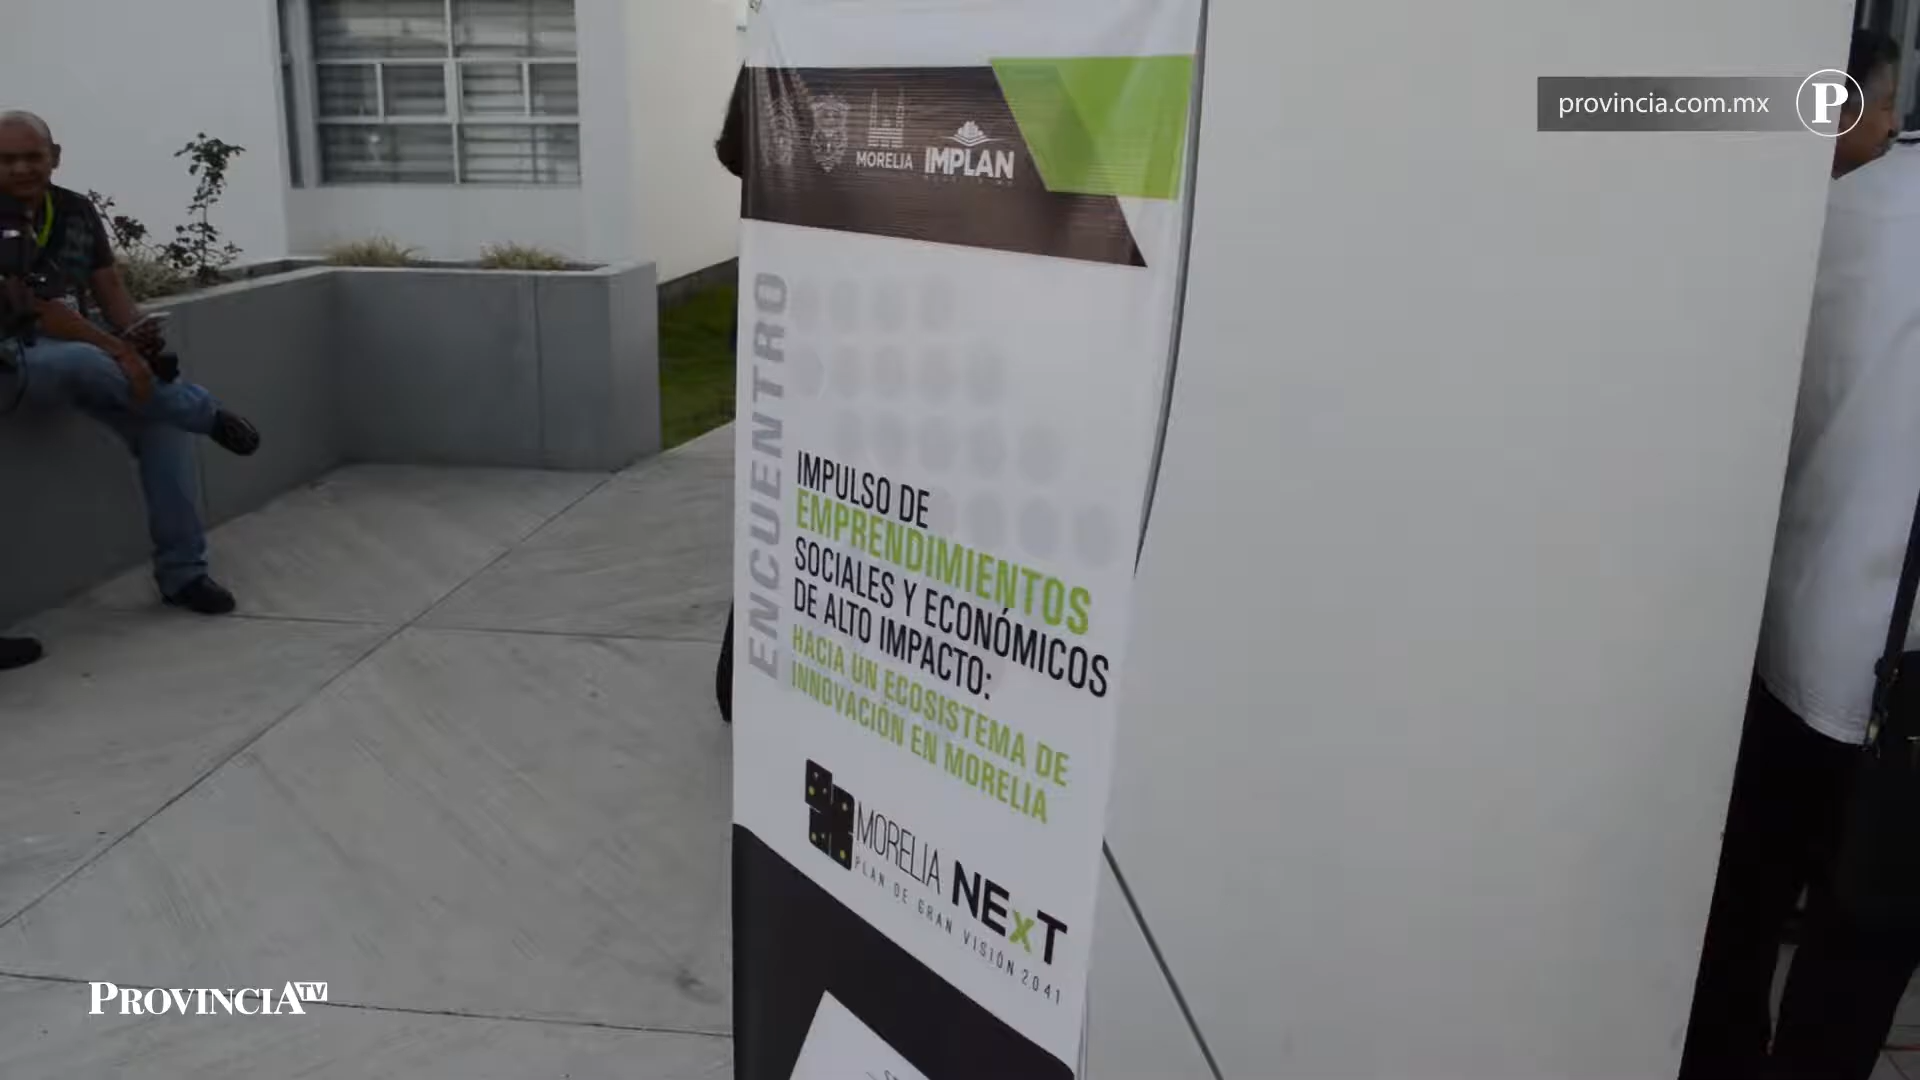 provincia.com.mx
P
MORELIA
IMPLAN
ENCUENTRO
IMPULSO DE
EMPRENDIMIENTOS
SOCIALES Y ECONÓMICOS
DE ALTO IMPACTO:
HACIA UN ECOSISTEMA DE
INNOVACIÓN EN MORELIA
MORELIA NExT
PLAN DE GRAN VISIÓN 2041
PROVINCIA TV